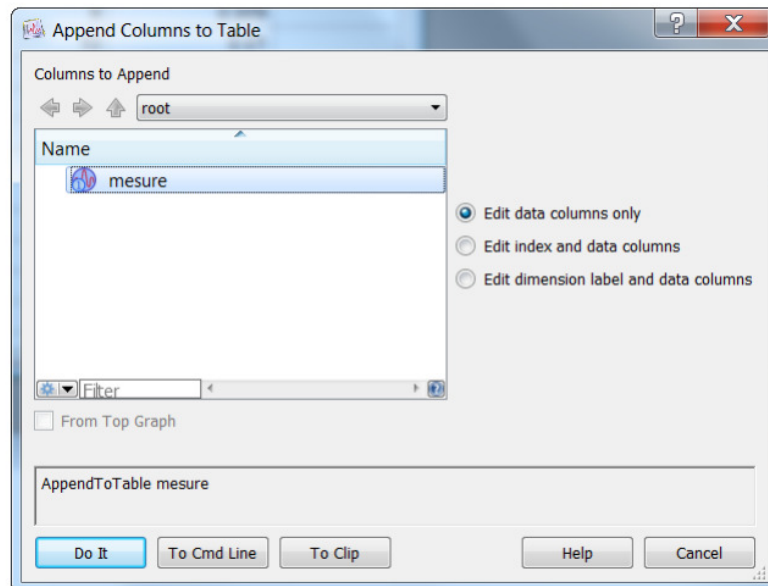 Append Columns to Table
Columns to Append
root
Name
mesure
Edit data columns only
Edit index and data columns
Edit dimension label and data columns
Filter
From Top Graph
AppendToTable mesure
Do It
To Cmd Line
To Clip
Help
Cancel